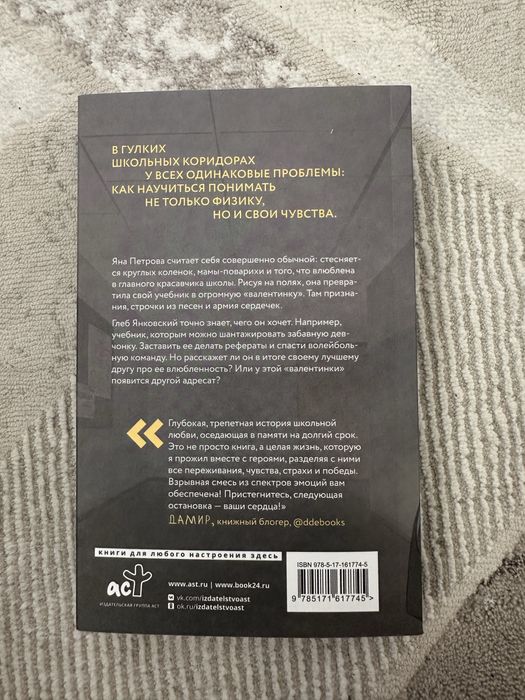 В ГУЛКИХ
ШКОЛЬНЫХ КОРИДОРАХ
У ВСЕХ ОДИНАКОВЫЕ ПРОБЛЕМЫ:
КАК НАУЧИТЬСЯ ПОНИМАТЬ
НЕ ТОЛЬКО ФИЗИКУ,
НО И СВОИ ЧУВСТВА.
Яна Петрова считает себя совершенно обычной: стесняет-
ся круглых коленок, мамы-поварихи и того, что влюблена
в главного красавчика школы. Рисуя на полях, она превра-
тила свой учебник в огромную «валентинку». Там призна-
ния, строчки из песен и армия сердечек.
Глеб Янковский точно знает, чего он хочет. Например,
учебник, которым можно шантажировать забавную дев-
чонку. Заставить ее делать рефераты и спасти волейболь-
ную команду. Но расскажет ли он в итоге своему лучшему
другу про ее влюбленность? Или у этой «валентинки»
появится другой адресат?
«
Глубокая, трепетная история школьной
любви, оседающая в памяти на долгий срок.
Это не просто книга, а целая жизнь, которую
я прожил вместе с героями, разделяя с ними
все переживания, чувства, страхи и победы.
Взрывная смесь из спектров эмоций вам
обеспечена! Пристегнитесь, следующая
остановка — ваши сердца!»
ДАМИР, книжный блогер, @ddebooks
книги для любого настроения здесь
аст
ИЗДАТЕЛЬСКАЯ ГРУППА АСТ
www.ast.ru | www.book24.ru
vk.com/izdatelstvoast
ok.ru/izdatelstvoast
ISBN 978-5-17-161774-5
9 785171 617745 >